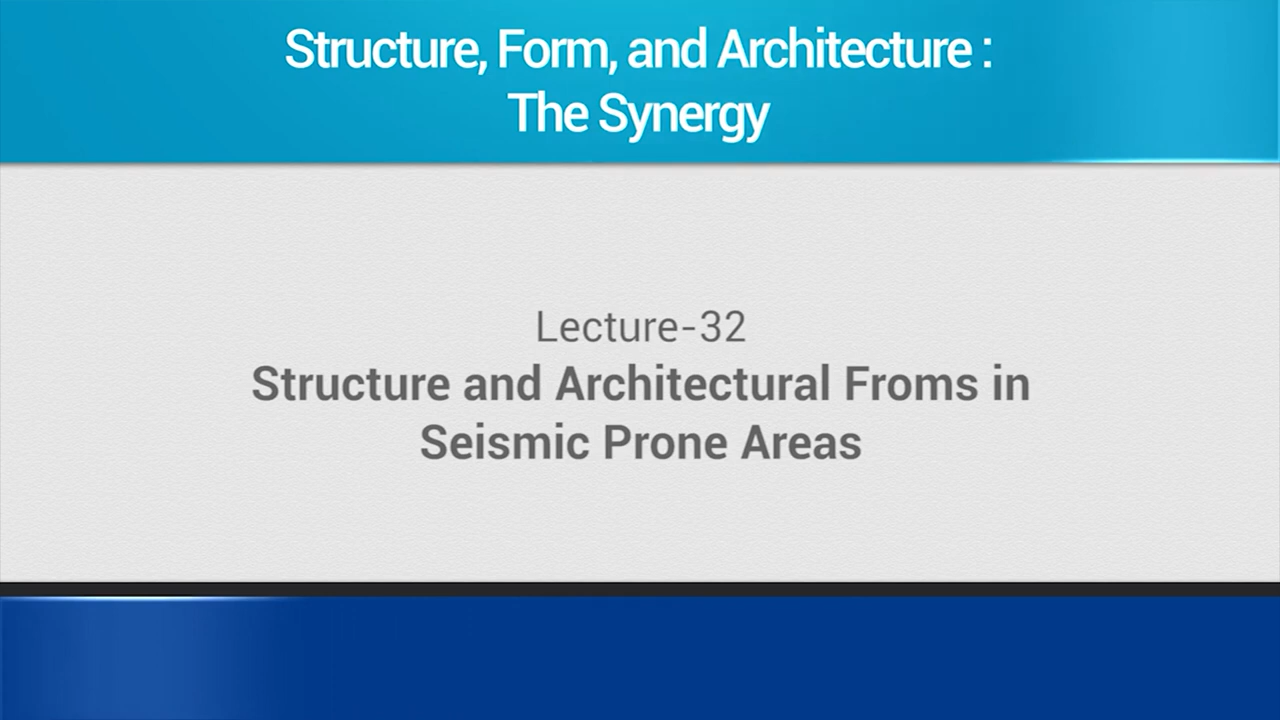 Structure, Form, and Architecture :
The Synergy
Lecture-32
Structure and Architectural Froms in
Seismic Prone Areas